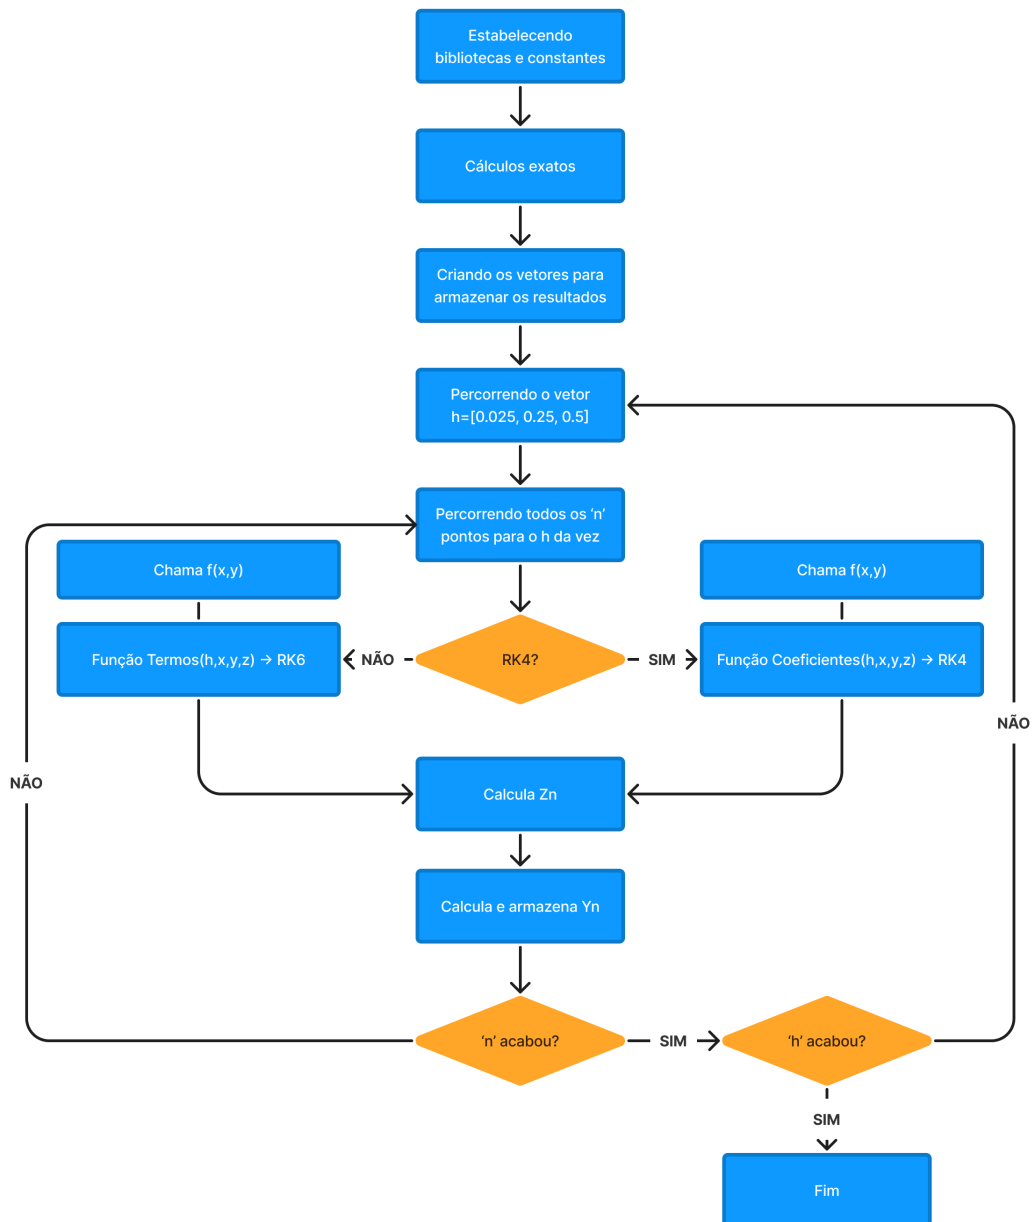 Estabelecendo
bibliotecas e constantes
Cálculos exatos
Criando os vetores para
armazenar os resultados
Percorrendo o vetor
h=[0.025, 0.25, 0.5]
Percorrendo todos os ‘n’
pontos para o h da vez
Chama f(x,y)
Chama f(x,y)
Função Termos(h,x,y,z) → RK6
NÃO
RK4?
SIM
Função Coeficientes(h,x,y,z) → RK4
NÃO
NÃO
Calcula Zn
Calcula e armazena Yn
‘n’ acabou?
SIM
‘h’ acabou?
SIM
Fim